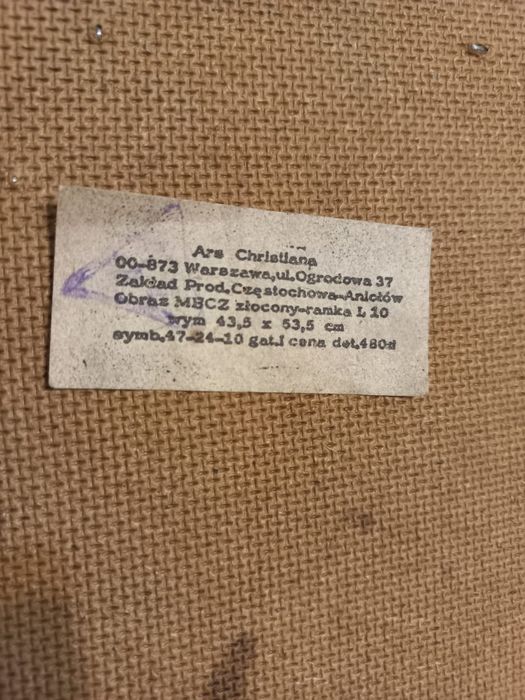 Ars Christiana
00-873 Warszawa,ul.Ogrodowa 37
Zakład Prod.Częstochowa-Aniołów
Obraz MBCZ złocony-ramka L 10
wym 43,5 x 53,5 cm
symb.47-24-10 gat.I cena det.480zł